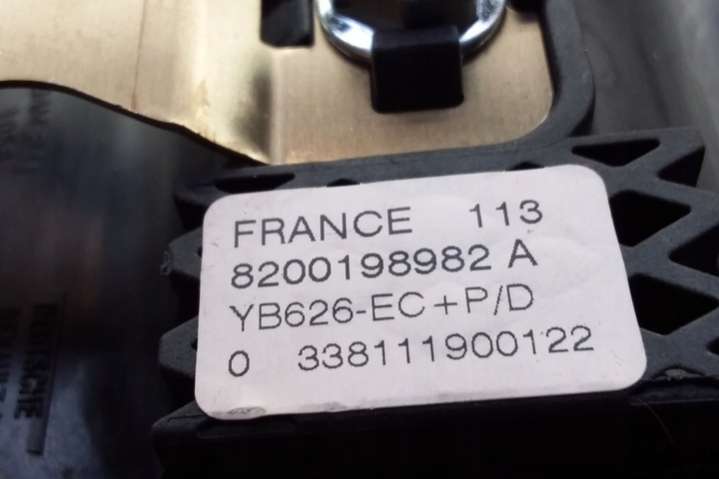 FRANCE 113
8200198982 A
YB626-EC+P/D
0 338111900122